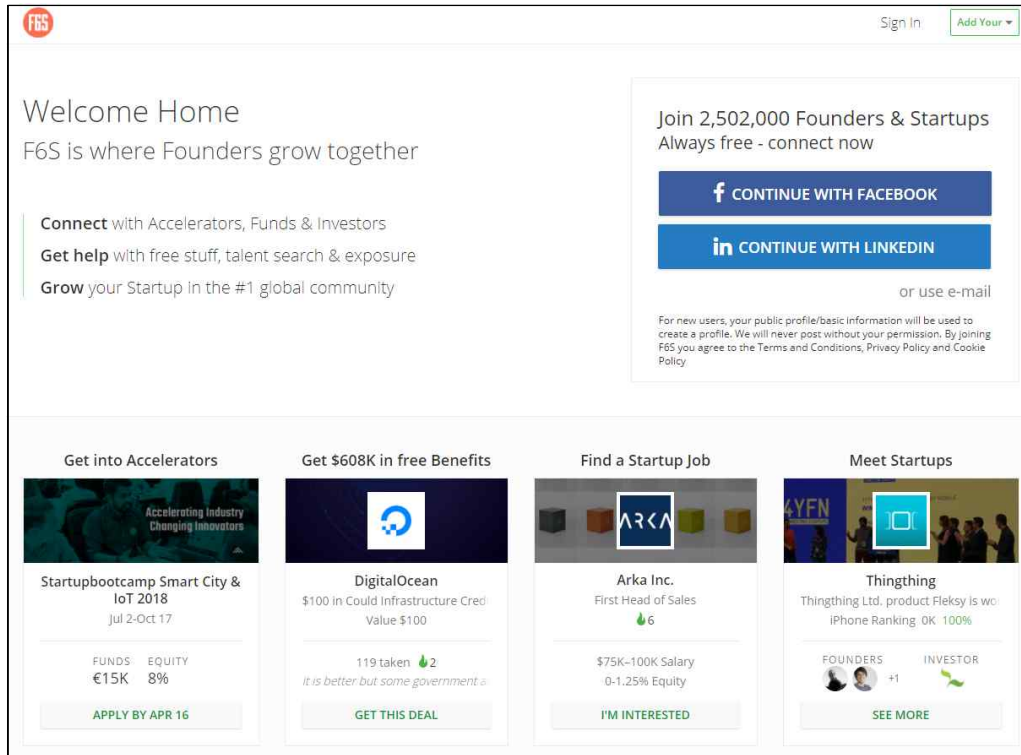 F6S
Sign In
Add Your
Welcome Home
F6S is where Founders grow together
Connect with Accelerators, Funds & Investors
Get help with free stuff, talent search & exposure
Grow your Startup in the #1 global community
Join 2,502,000 Founders & Startups
Always free - connect now
f CONTINUE WITH FACEBOOK
in CONTINUE WITH LINKEDIN
or use e-mail
For new users, your public profile/basic information will be used to
create a profile. We will never post without your permission. By joining
F6S you agree to the Terms and Conditions, Privacy Policy and Cookie
Policy
Get into Accelerators
Accelerating Industry
Changing Innovators
Startupbootcamp Smart City &
IoT 2018
Jul 2-Oct 17
FUNDS EQUITY
€15K 8%
APPLY BY APR 16
Get $608K in free Benefits
DigitalOcean
$100 in Could Infrastructure Cred
Value $100
119 taken 2
it is better but some government a
GET THIS DEAL
Find a Startup Job
ARKA
Arka Inc.
First Head of Sales
6
$75K–100K Salary
0-1.25% Equity
I'M INTERESTED
Meet Startups
4YFN
Thingthing
Thingthing Ltd. product Fleksy is wo
iPhone Ranking 0K 100%
FOUNDERS INVESTOR
+1
SEE MORE